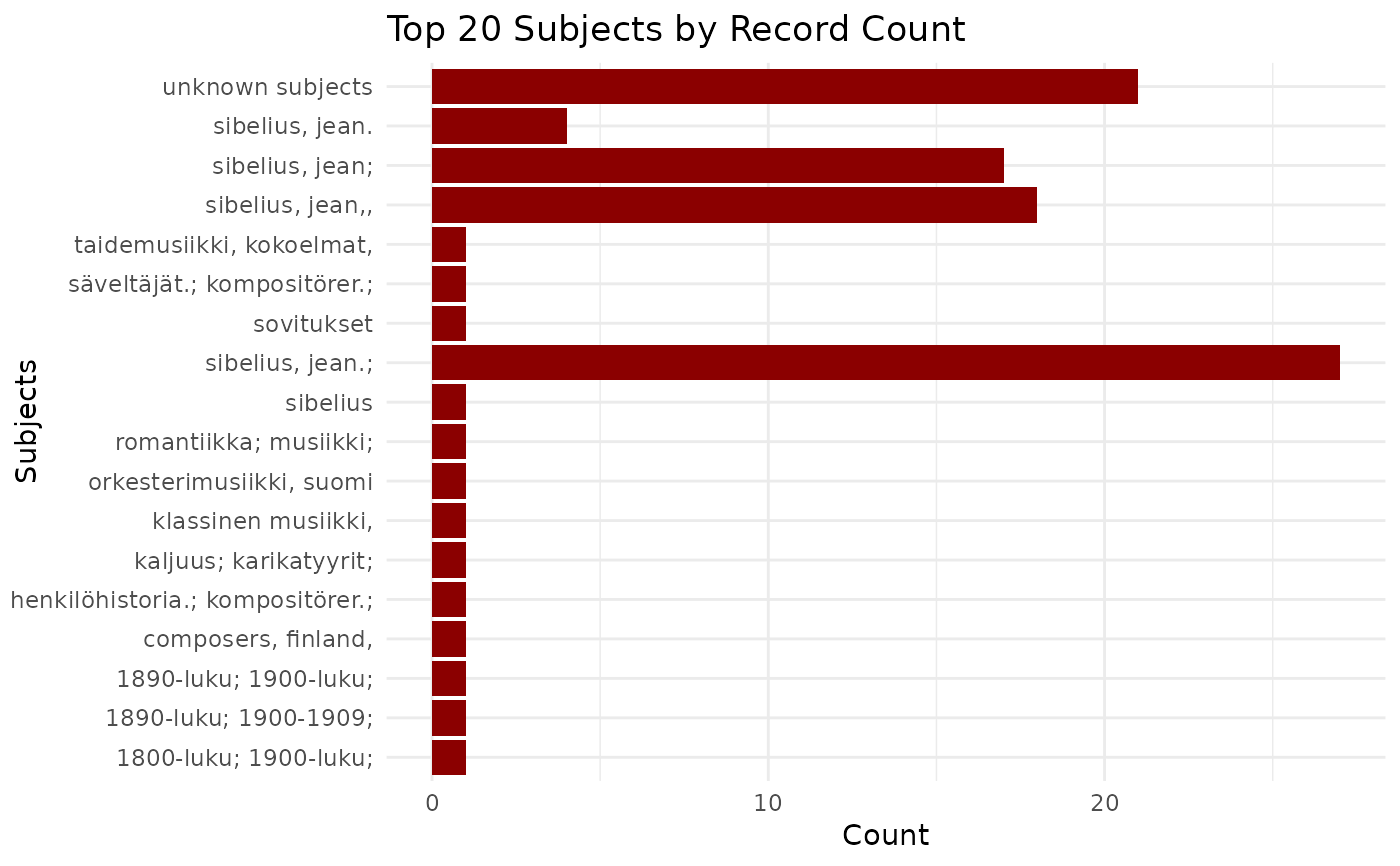 Top 20 Subjects by Record Count
unknown subjects
sibelius, jean.
sibelius, jean;
sibelius, jean,,
taidemusiikki, kokoelmat,
säveltäjät.; kompositörer.;
sovitukset
sibelius, jean.;
sibelius
romantiikka; musiikki;
orkesterimusiikki, suomi
klassinen musiikki,
kaljuus; karikatyyrit;
henkilöhistoria.; kompositörer.;
composers, finland,
1890-luku; 1900-luku;
1890-luku; 1900-1909;
1800-luku; 1900-luku;
Subjects
0 10 20
Count